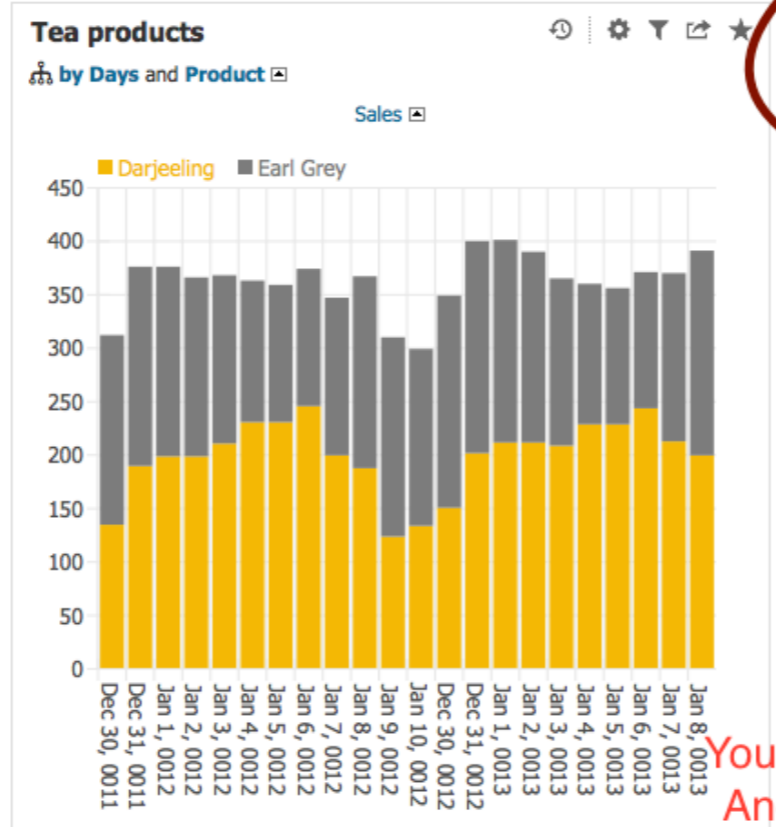 Tea products
by Days and Product
Sales
Darjeeling Earl Grey
450
400
350
300
250
200
150
100
50
0
Dec 30, 0011
Dec 31, 0011
Jan 1, 0012
Jan 2, 0012
Jan 3, 0012
Jan 4, 0012
Jan 5, 0012
Jan 6, 0012
Jan 7, 0012
Jan 8, 0012
Jan 9, 0012
Jan 10, 0012
Dec 30, 0012
Dec 31, 0012
Jan 1, 0013
Jan 2, 0013
Jan 3, 0013
Jan 4, 0013
Jan 5, 0013
Jan 6, 0013
Jan 7, 0013
Jan 8, 0013
You
An